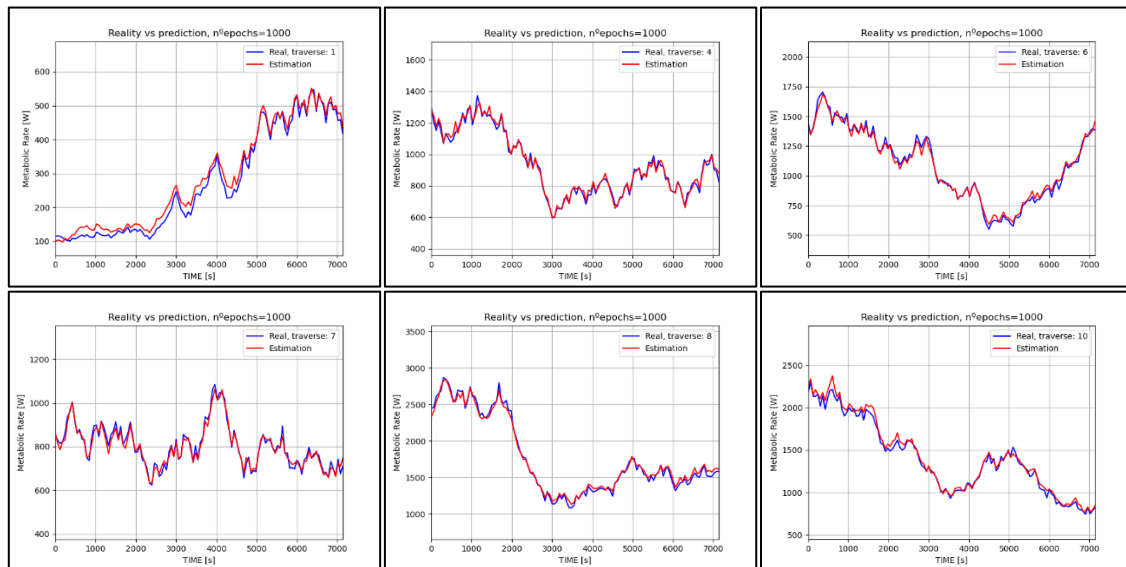 Reality vs prediction, nºepochs=1000
Real, traverse: 1
Estimation
Metabolic Rate [W]
600
500
400
300
200
100
0 1000 2000 3000 4000 5000 6000 7000
TIME [s]
Reality vs prediction, nºepochs=1000
Real, traverse: 4
Estimation
Metabolic Rate [W]
1600
1400
1200
1000
800
600
400
0 1000 2000 3000 4000 5000 6000 7000
TIME [s]
Reality vs prediction, nºepochs=1000
Real, traverse: 6
Estimation
Metabolic Rate [W]
2000
1750
1500
1250
1000
750
500
0 1000 2000 3000 4000 5000 6000 7000
TIME [s]
Reality vs prediction, nºepochs=1000
Real, traverse: 7
Estimation
Metabolic Rate [W]
1200
1000
800
600
400
0 1000 2000 3000 4000 5000 6000 7000
TIME [s]
Reality vs prediction, nºepochs=1000
Real, traverse: 8
Estimation
Metabolic Rate [W]
3500
3000
2500
2000
1500
1000
0 1000 2000 3000 4000 5000 6000 7000
TIME [s]
Reality vs prediction, nºepochs=1000
Real, traverse: 10
Estimation
Metabolic Rate [W]
2500
2000
1500
1000
500
0 1000 2000 3000 4000 5000 6000 7000
TIME [s]